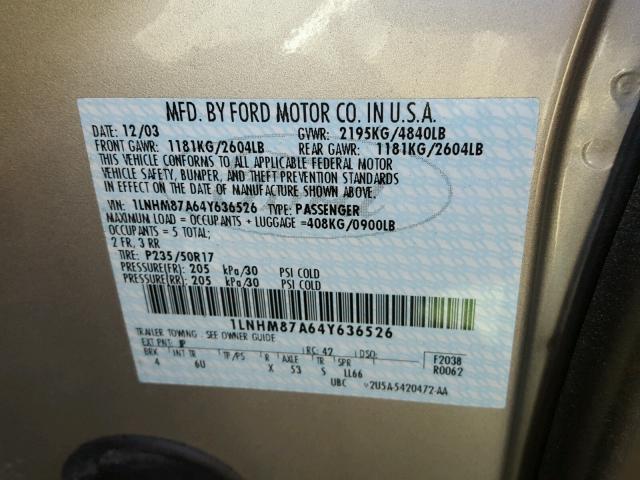 MFD. BY FORD MOTOR CO. IN U.S.A.
DATE: 12/03 GVWR: 2195KG/4840LB
FRONT GAWR: 1181KG/2604LB REAR GAWR: 1181KG/2604LB
THIS VEHICLE CONFORMS TO ALL APPLICABLE FEDERAL MOTOR
VEHICLE SAFETY, BUMPER, AND THEFT PREVENTION STANDARDS
IN EFFECT ON THE DATE OF MANUFACTURE SHOWN ABOVE.
VIN: 1LNHM87A64Y636526 TYPE: PASSENGER
MAXIMUM LOAD = OCCUPANTS + LUGGAGE =408KG/0900LB
OCCUPANTS = 5 TOTAL;
2 FR, 3 RR
TIRE: P235/50R17
PRESSURE(FR): 205 kPa/30 PSI COLD
PRESSURE(RR): 205 kPa/30 PSI COLD
1LNHM87A64Y636526
TRAILER TOWING - SEE OWNER GUIDE
EXT PNT: JP RC: 42 DSO: F2038
BRK INT TR TP/PS R AXLE TR SPR R0062
4 6U X 53 S LL66
UBC 2U5A-5420472-AA